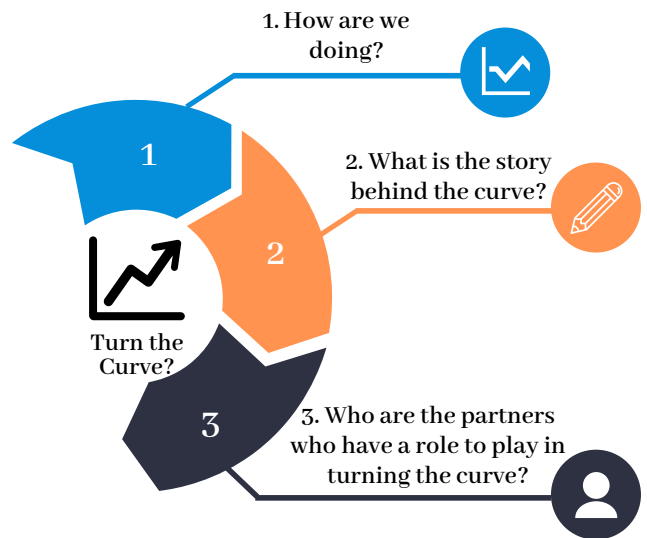 1. How are we
doing?
1
2. What is the story
behind the curve?
2
Turn the
Curve?
3
3. Who are the partners
who have a role to play in
turning the curve?